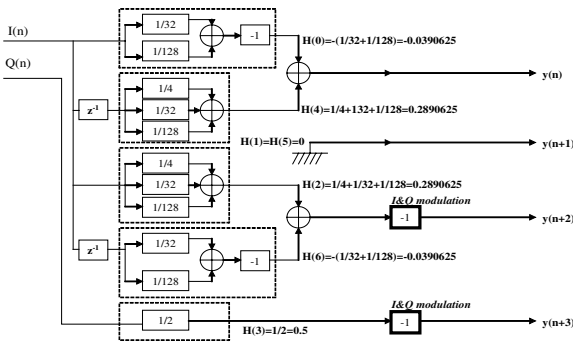 I(n)
Q(n)
1/32
1/128
-1
H(0)=-(1/32+1/128)=-0.0390625
y(n)
z-1
1/4
1/32
1/128
H(4)=1/4+132+1/128=0.2890625
H(1)=H(5)=0
y(n+1)
1/4
1/32
1/128
H(2)=1/4+1/32+1/128=0.2890625
I&Q modulation
-1
y(n+2)
z-1
1/32
1/128
-1
H(6)=-(1/32+1/128)=-0.0390625
1/2
H(3)=1/2=0.5
I&Q modulation
-1
y(n+3)